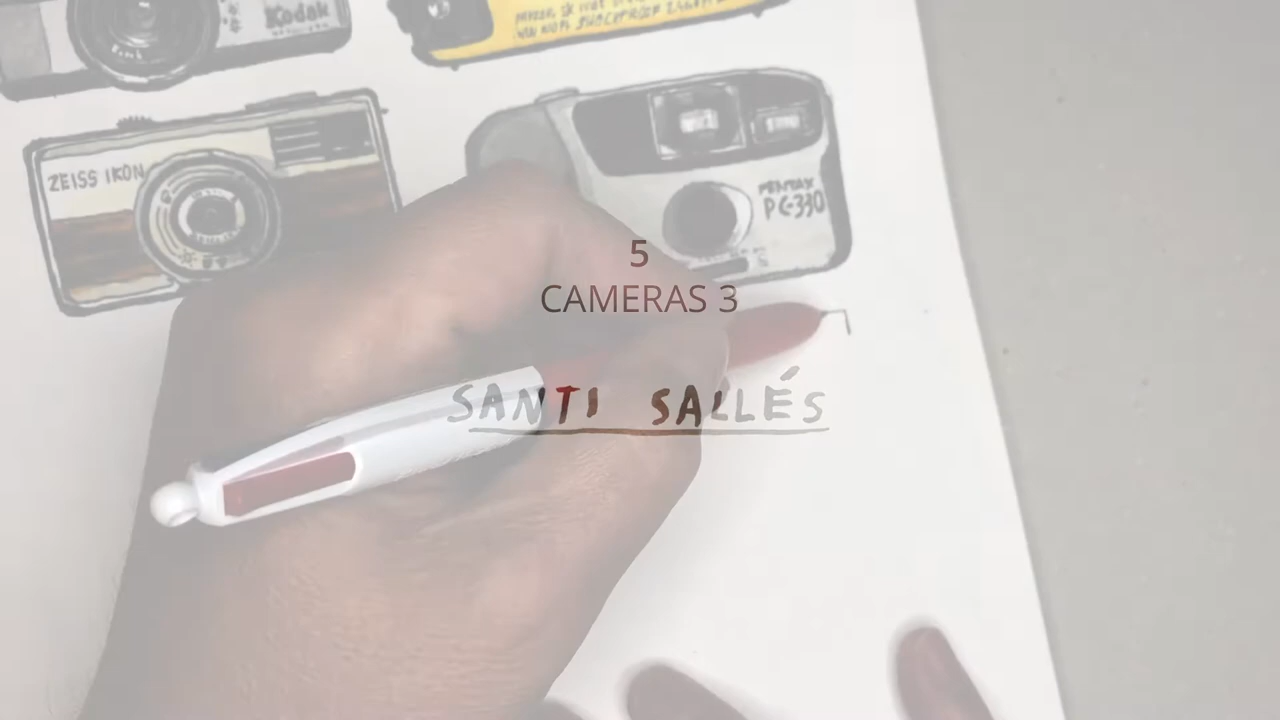 Kodak
ZEISS IKON
PENTAX
PC-330
5
CAMERAS 3
SANTI SALLÉS